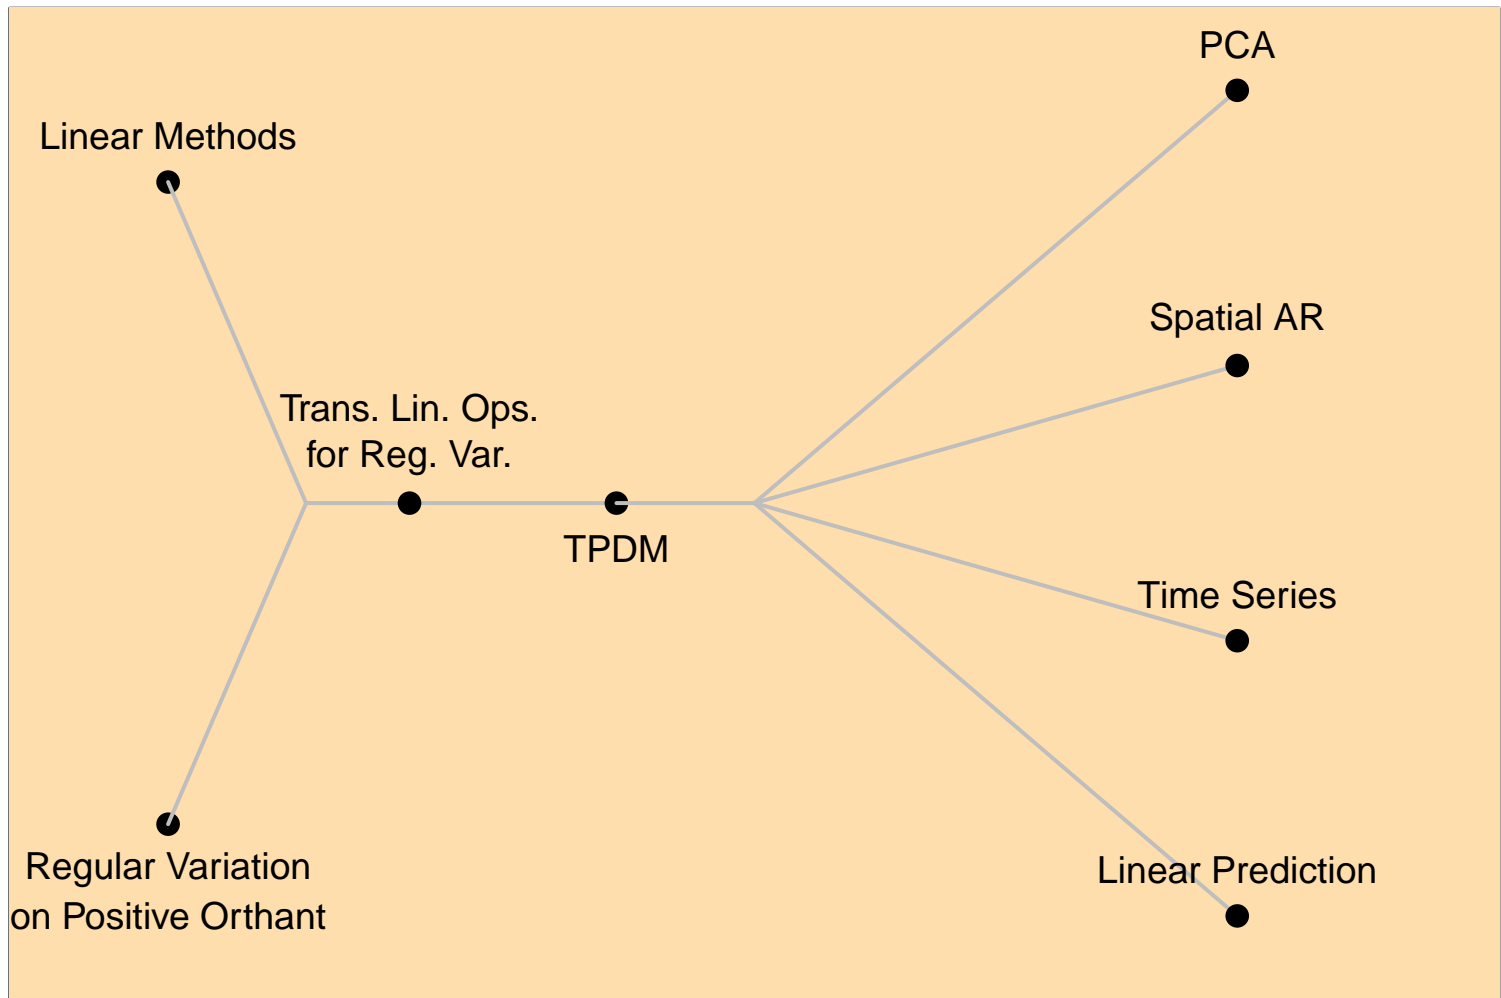 PCA
Linear Methods
Spatial AR
Trans. Lin. Ops.
for Reg. Var.
TPDM
Time Series
Regular Variation
on Positive Orthant
Linear Prediction